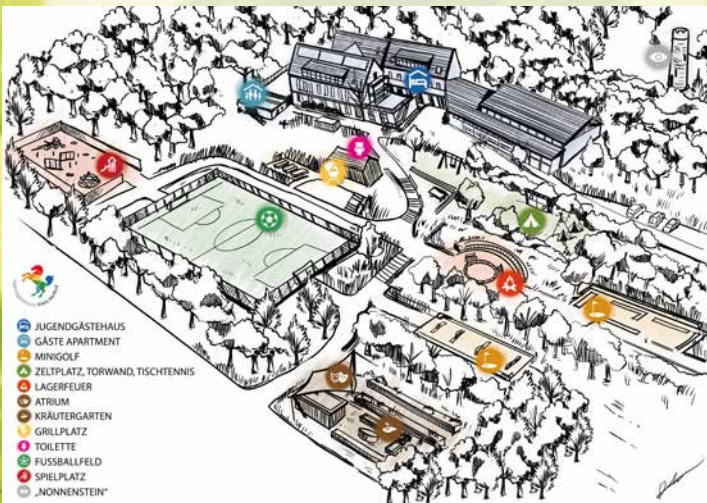 JUGENDGÄSTEHAUS
GÄSTE APARTMENT
MINIGOLF
ZELTPLATZ, TORWAND, TISCHTENNIS
LAGERFEUER
ATRIUM
KRÄUTERGARTEN
GRILLPLATZ
TOILETTE
FUSSBALLFELD
SPIELPLATZ
„NONNENSTEIN“